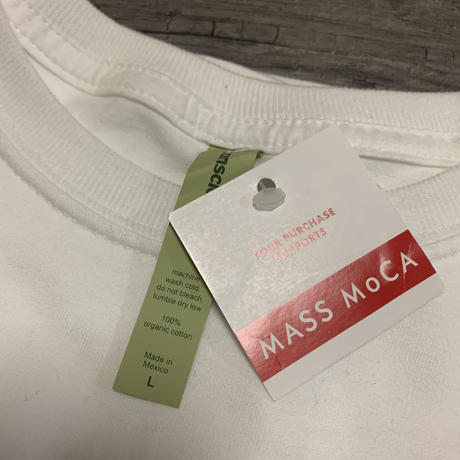 machine
wash cold,
do not bleach,
tumble dry low
100%
organic cotton
Made in
Mexico
L
YOUR PURCHASE
SUPPORTS
MASS MoCA